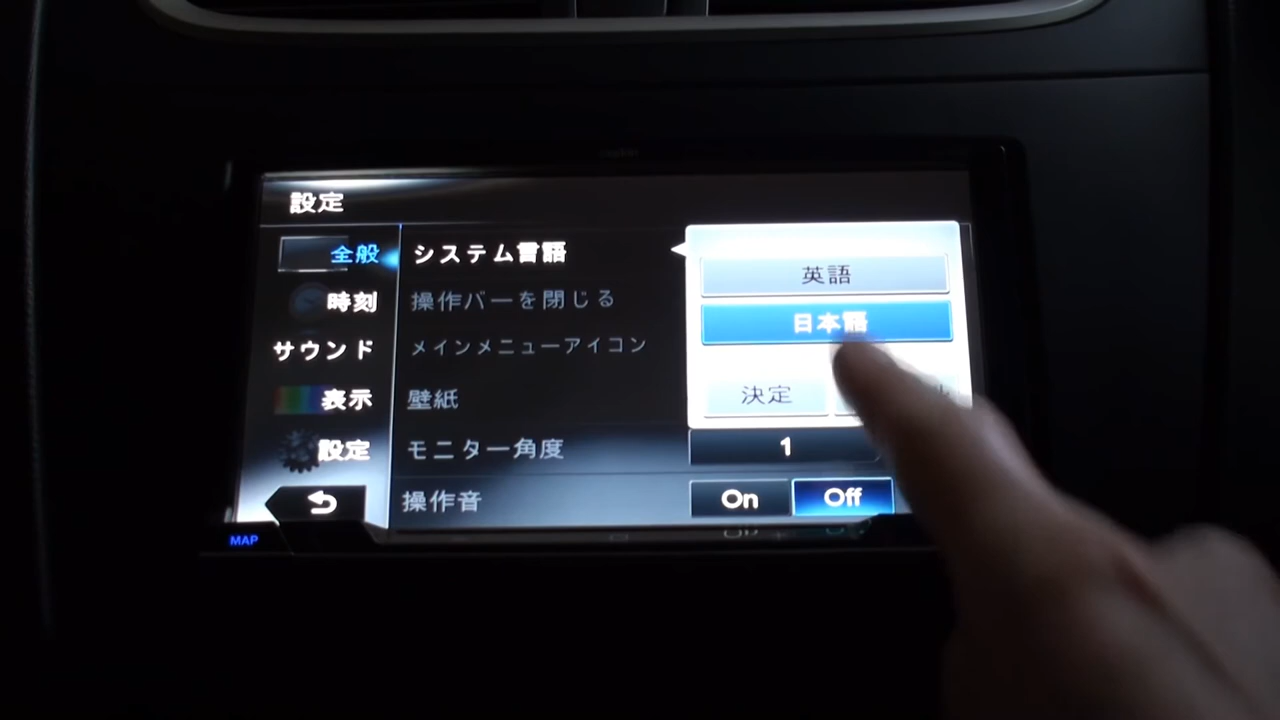 設定
全般
時刻
サウンド
表示
設定
システム言語
操作バーを閉じる
メインメニューアイコン
壁紙
モニター角度 1
操作音 On Off
英語
日本語
決定
MAP